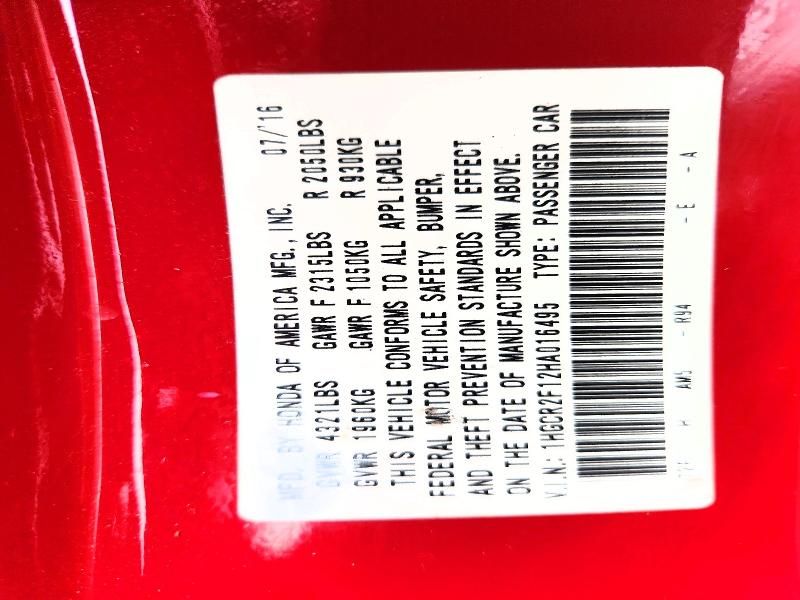 MFD. BY HONDA OF AMERICA MFG., INC. 07/'16
GVWR 4321LBS GAWR F 2315LBS R 2050LBS
GVWR 1960KG GAWR F 1050KG R 930KG
THIS VEHICLE CONFORMS TO ALL APPLICABLE
FEDERAL MOTOR VEHICLE SAFETY, BUMPER,
AND THEFT PREVENTION STANDARDS IN EFFECT
ON THE DATE OF MANUFACTURE SHOWN ABOVE.
V.I.N.: 1HGCR2F12HA016495 TYPE: PASSENGER CAR
H AW5 - R94 - E - A